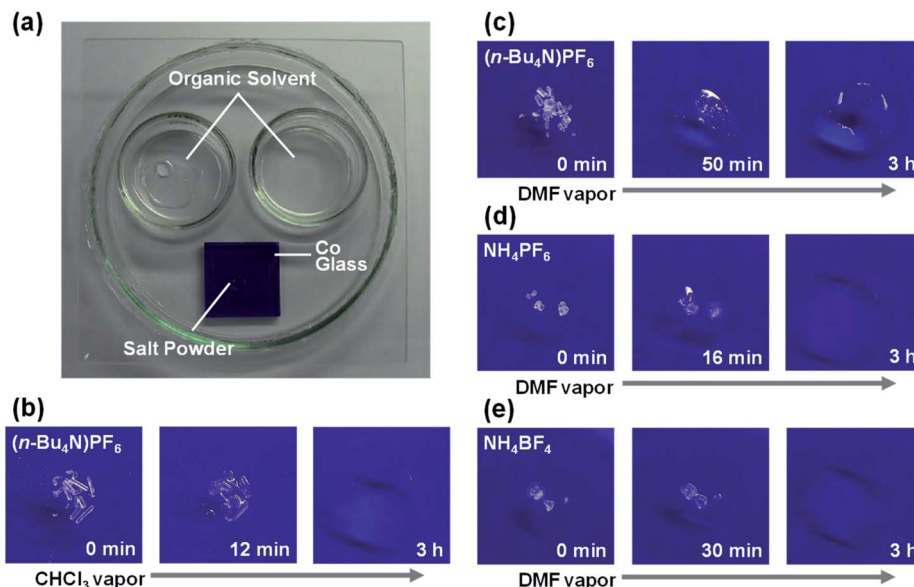 (a)
Organic Solvent
Co
Glass
Salt Powder
(b)
(n-Bu₄N)PF₆
0 min
12 min
3 h
CHCl₃ vapor
(c)
(n-Bu₄N)PF₆
0 min
50 min
3 h
DMF vapor
(d)
NH₄PF₆
0 min
16 min
3 h
DMF vapor
(e)
NH₄BF₄
0 min
30 min
3 h
DMF vapor